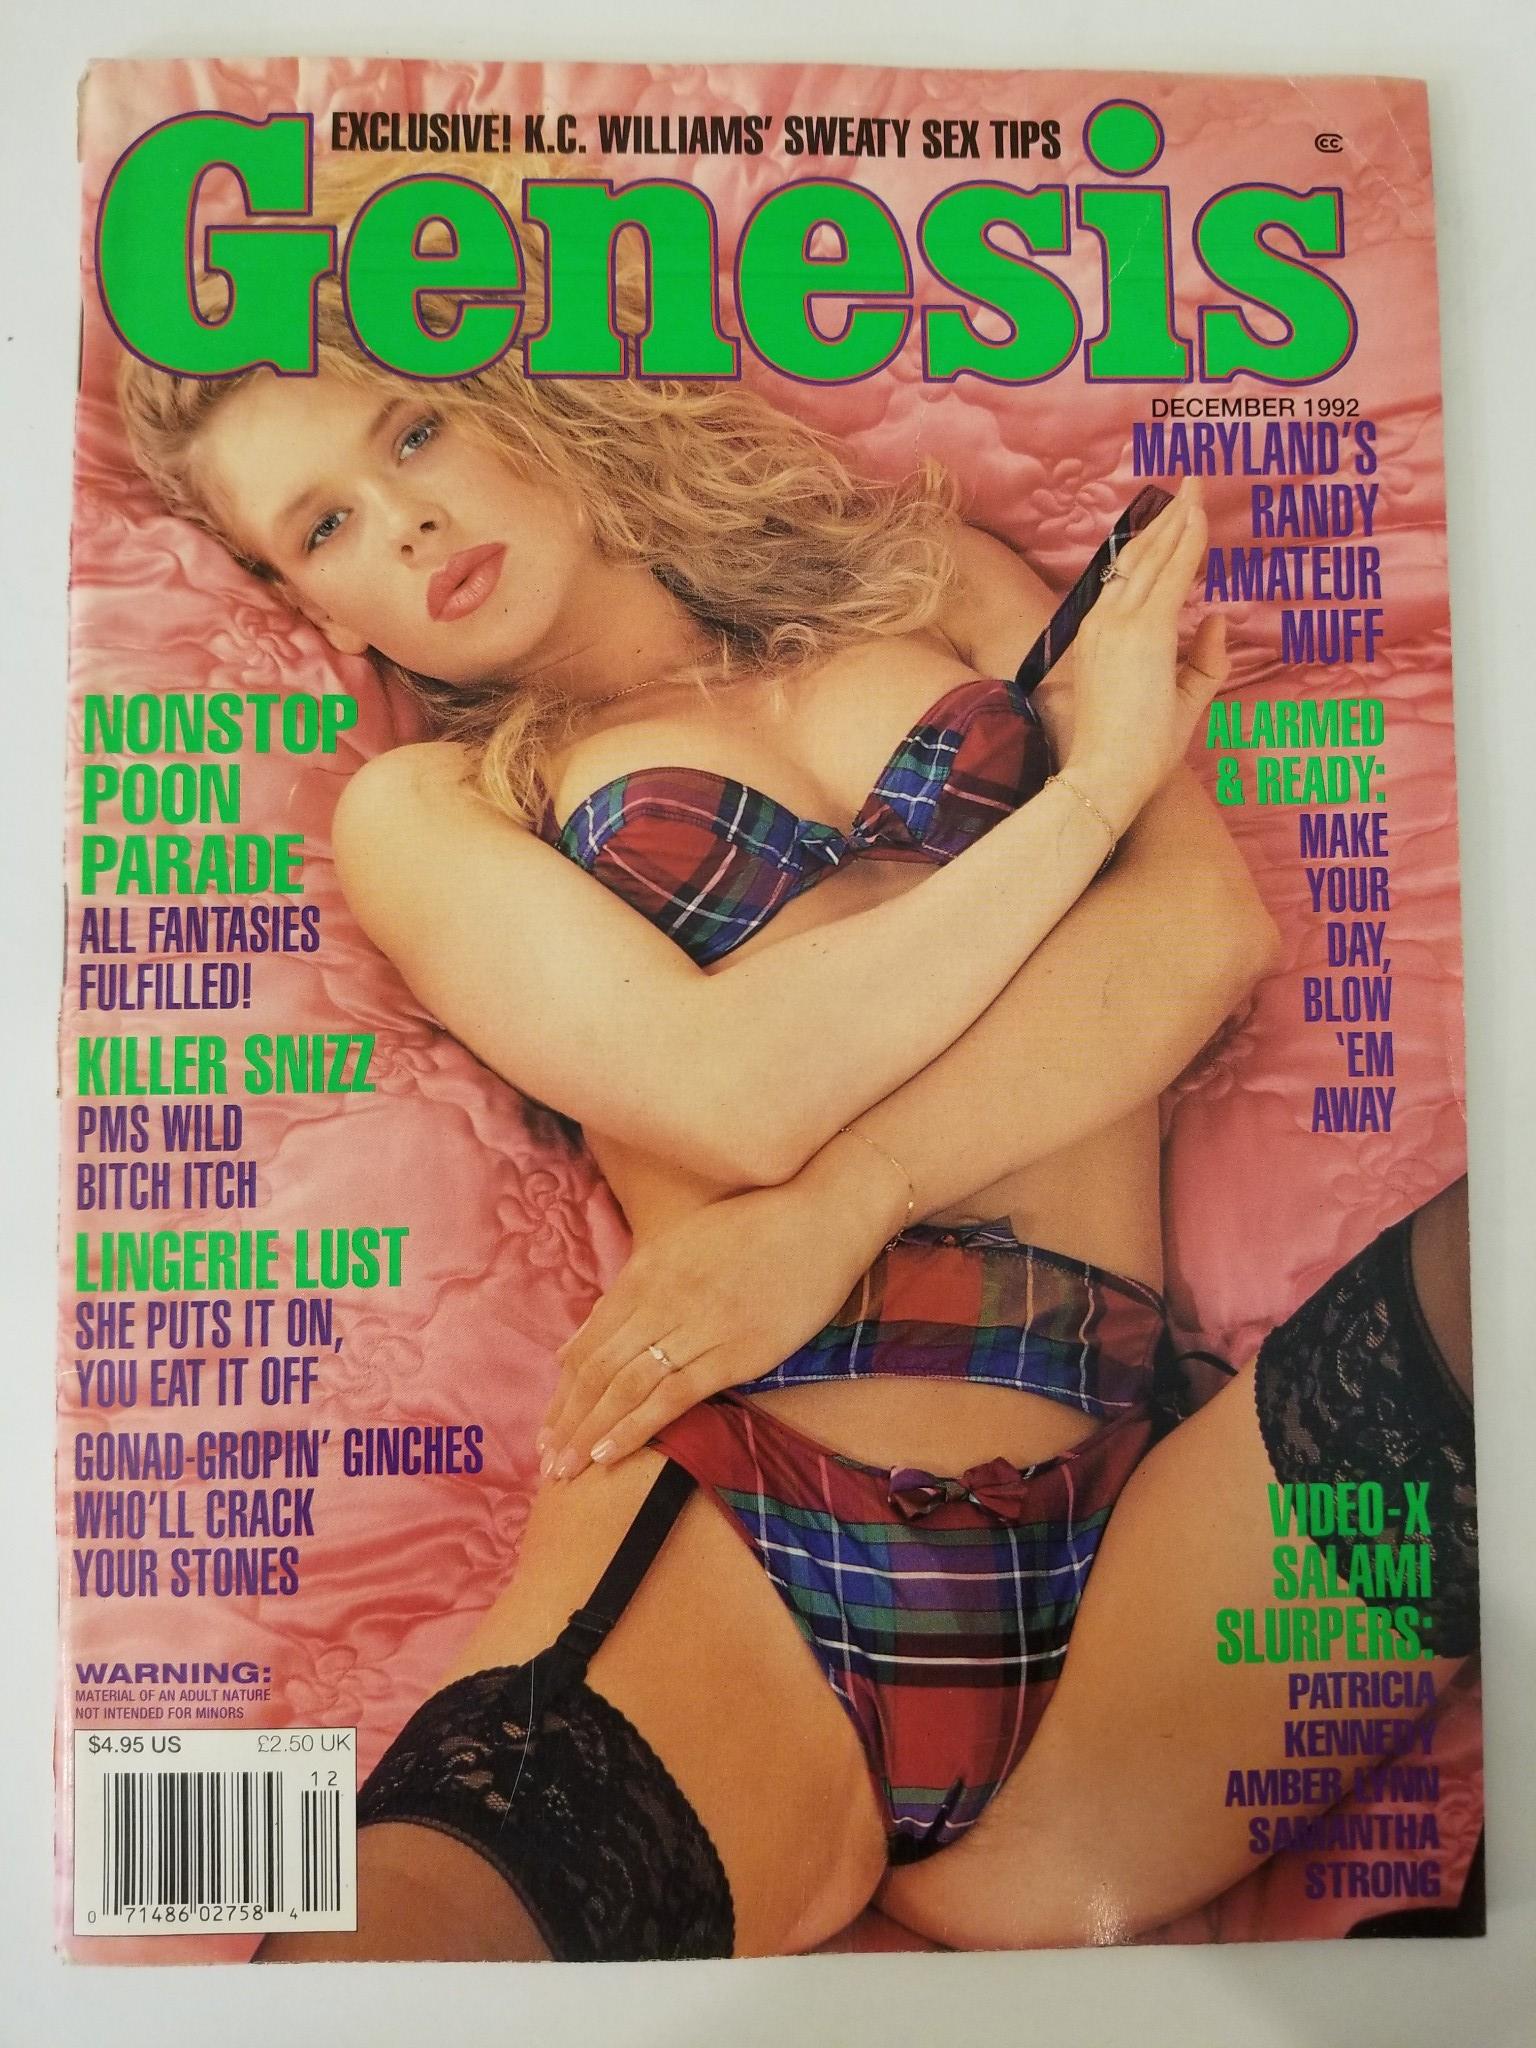 EXCLUSIVE! K.C. WILLIAMS' SWEATY SEX TIPS
CC
Genesis
DECEMBER 1992
MARYLAND'S
RANDY
AMATEUR
MUFF
ALARMED
& READY:
MAKE
YOUR
DAY,
BLOW
'EM
AWAY
NONSTOP
POON
PARADE
ALL FANTASIES
FULFILLED!
KILLER SNIZZ
PMS WILD
BITCH ITCH
LINGERIE LUST
SHE PUTS IT ON,
YOU EAT IT OFF
GONAD-GROPIN' GINCHES
WHO'LL CRACK
YOUR STONES
VIDEO-X
SALAMI
SLURPERS:
PATRICIA
KENNEDY
AMBER LYNN
SAMANTHA
STRONG
WARNING:
MATERIAL OF AN ADULT NATURE
NOT INTENDED FOR MINORS
$4.95 US £2.50 UK
12
0 71486 02758 4